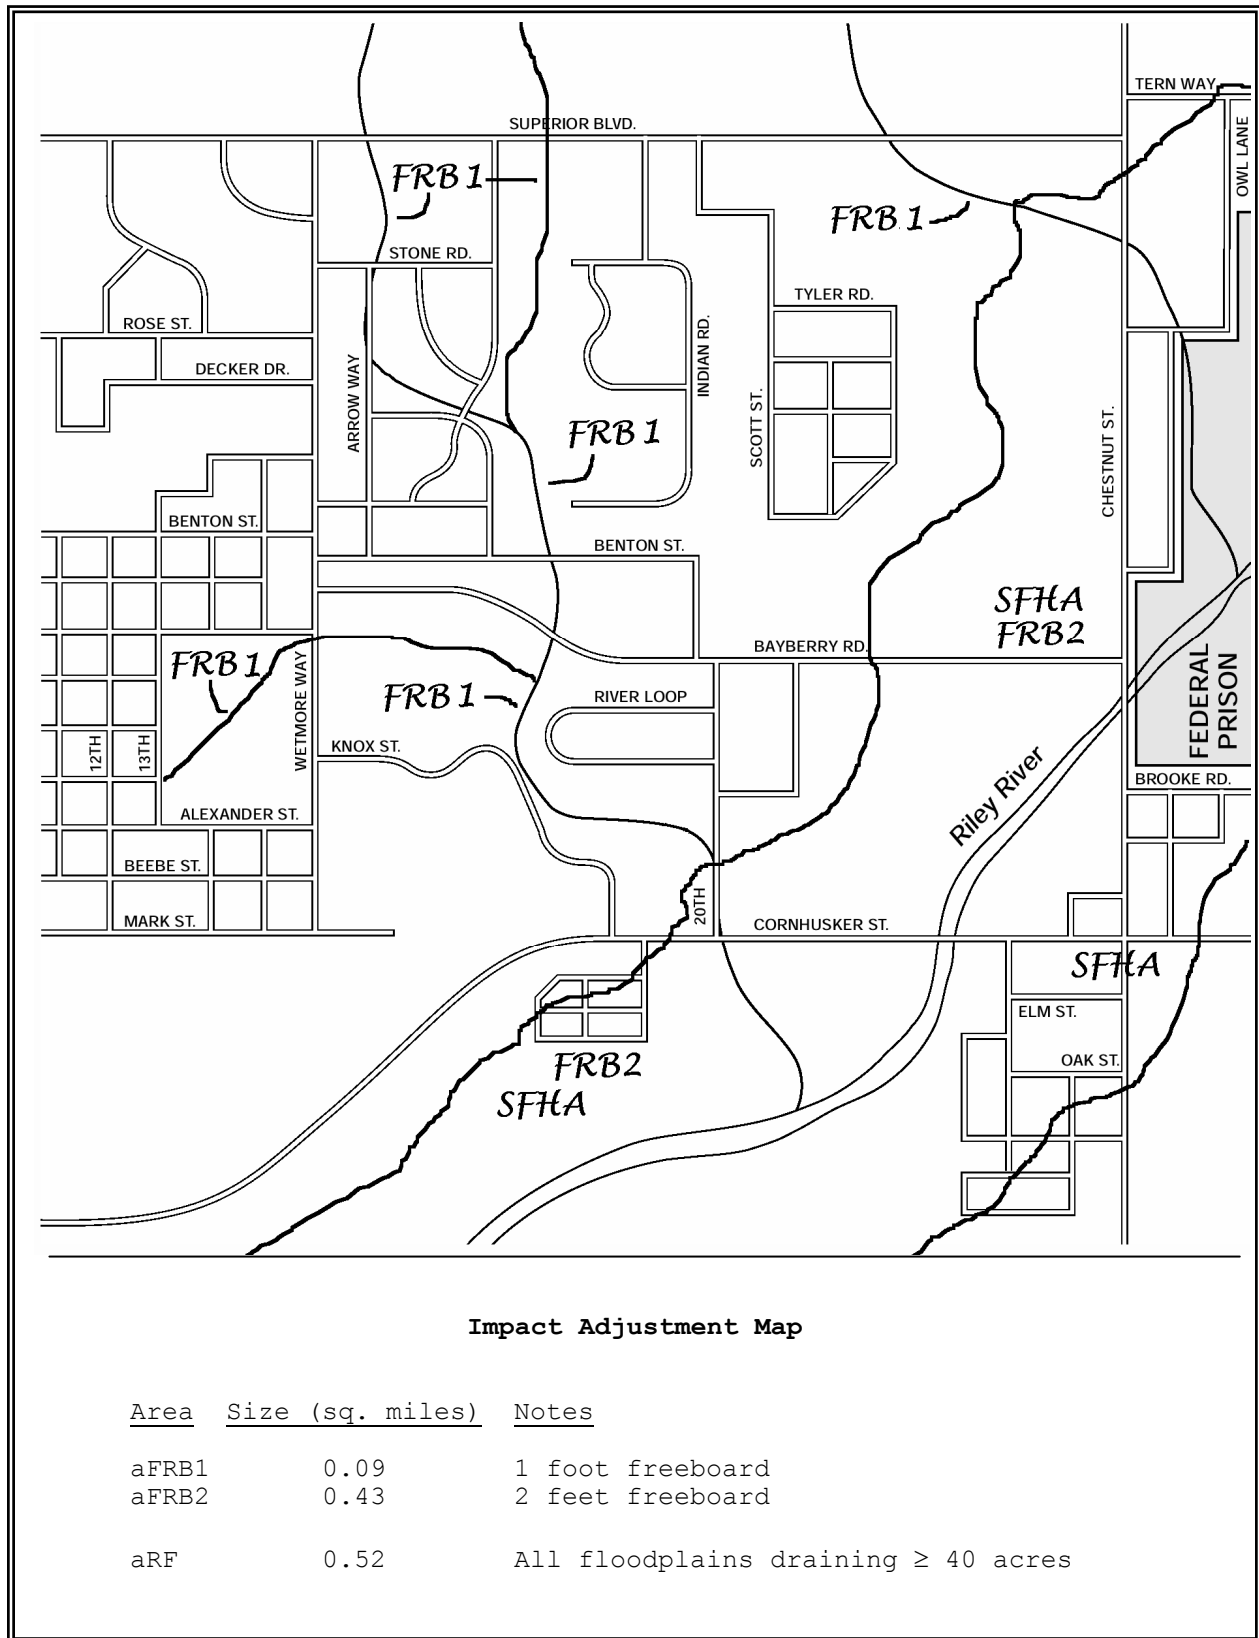 TERN WAY
SUPERIOR BLVD.
OWL LANE
FRB 1
FRB 1
STONE RD.
TYLER RD.
ROSE ST.
DECKER DR.
ARROW WAY
INDIAN RD.
SCOTT ST.
CHESTNUT ST.
FRB 1
BENTON ST.
BENTON ST.
SFHA
FRB2
BAYBERRY RD.
FRB 1
FRB 1
RIVER LOOP
WETMORE WAY
FEDERAL
PRISON
12TH
13TH
KNOX ST.
BROOKE RD.
Riley River
ALEXANDER ST.
BEEBE ST.
20TH
MARK ST.
CORNHUSKER ST.
SFHA
ELM ST.
OAK ST.
FRB2
SFHA
Impact Adjustment Map
Area Size (sq. miles) Notes
aFRB1 0.09 1 foot freeboard
aFRB2 0.43 2 feet freeboard
aRF 0.52 All floodplains draining ≥ 40 acres